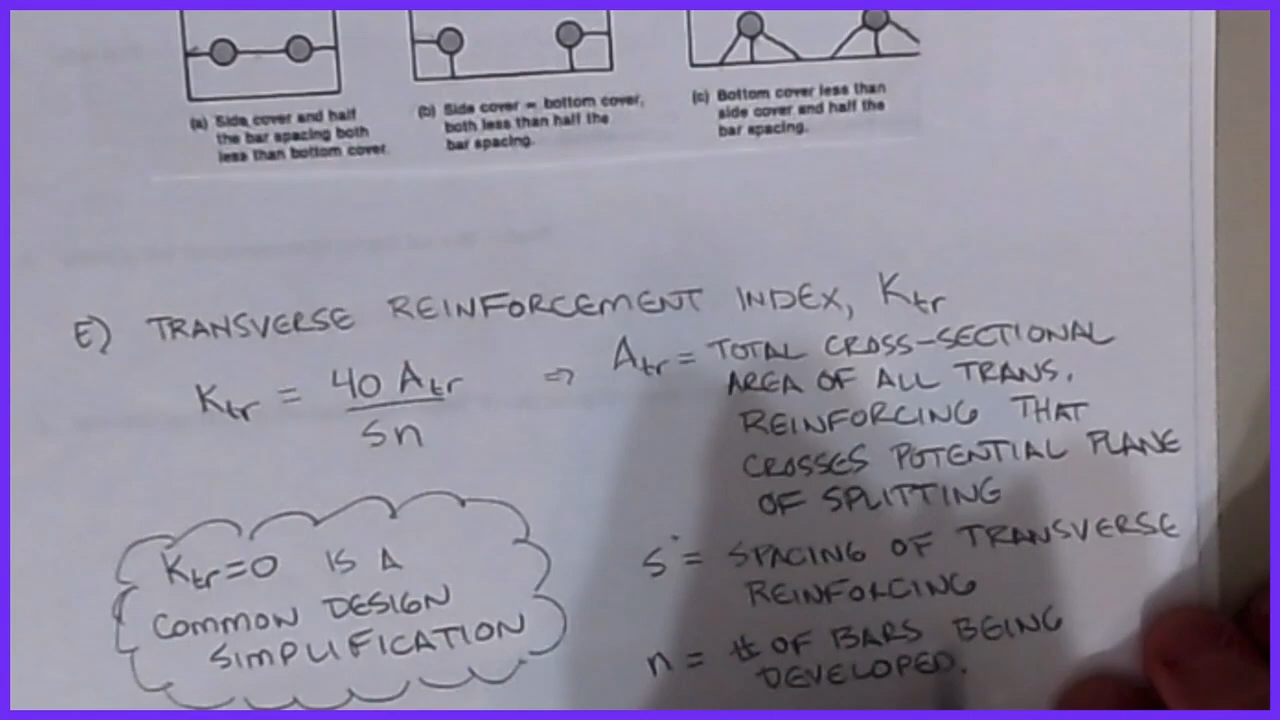 (a) Side cover and half
the bar spacing both
less than bottom cover.
(b) Side cover = bottom cover,
both less than half the
bar spacing.
(c) Bottom cover less than
side cover and half the
bar spacing.
E) TRANSVERSE REINFORCEMENT INDEX, Ktr
Ktr = 40 Atr / sn ⇒ Atr = TOTAL CROSS-SECTIONAL
AREA OF ALL TRANS.
REINFORCING THAT
CROSSES POTENTIAL PLANE
OF SPLITTING
s = SPACING OF TRANSVERSE
REINFORCING
n = # OF BARS BEING
DEVELOPED.
Ktr=0 IS A
COMMON DESIGN
SIMPLIFICATION